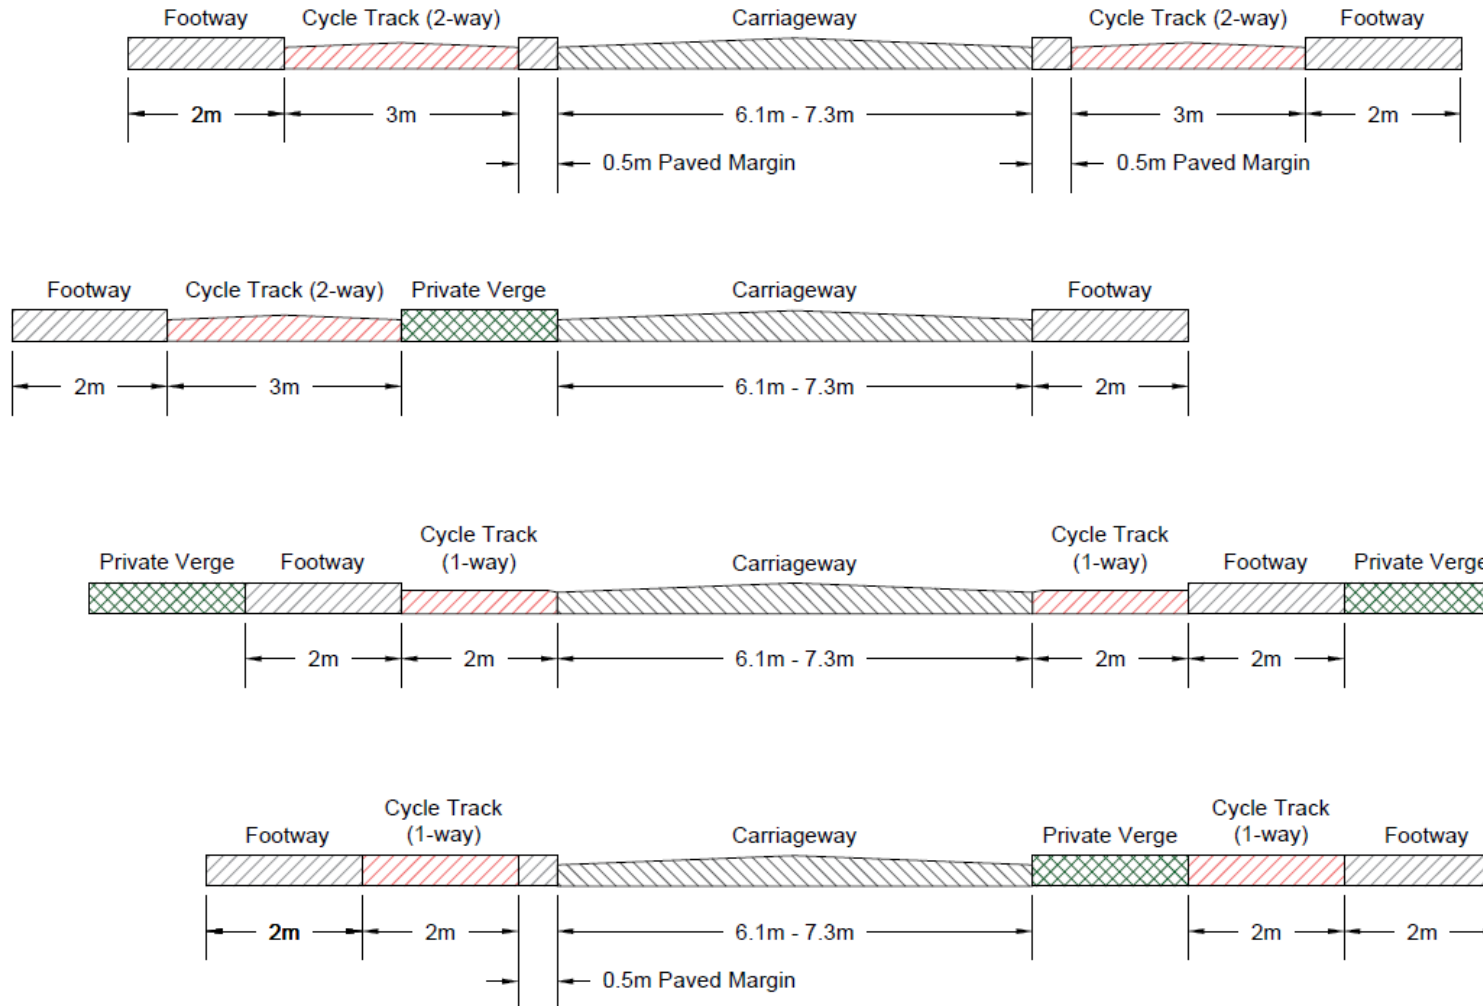 Footway Cycle Track (2-way) Carriageway Cycle Track (2-way) Footway
2m 3m 6.1m - 7.3m 3m 2m
0.5m Paved Margin 0.5m Paved Margin
Footway Cycle Track (2-way) Private Verge Carriageway Footway
2m 3m 6.1m - 7.3m 2m
Cycle Track Cycle Track
Private Verge Footway (1-way) Carriageway (1-way) Footway Private Verge
2m 2m 6.1m - 7.3m 2m 2m
Cycle Track Cycle Track
Footway (1-way) Carriageway Private Verge (1-way) Footway
2m 2m 6.1m - 7.3m 2m 2m
0.5m Paved Margin